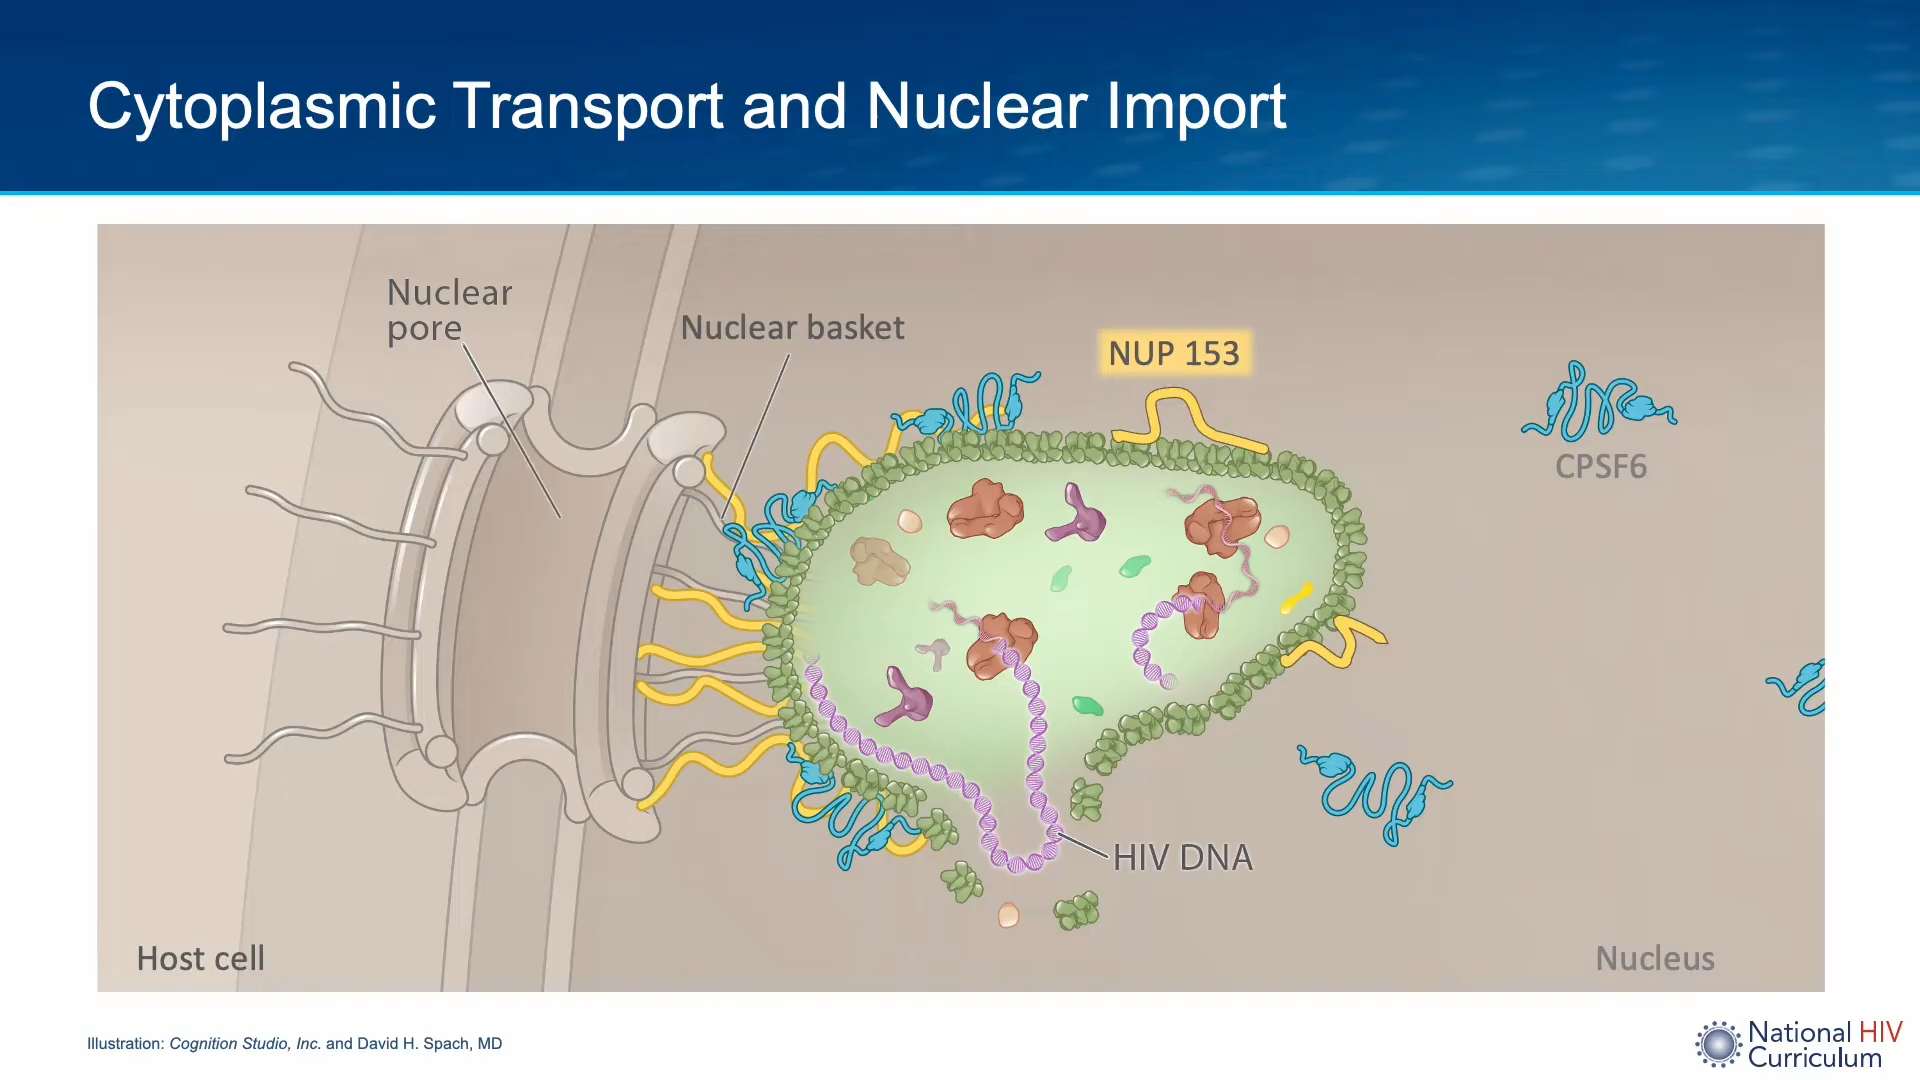 Cytoplasmic Transport and Nuclear Import
Nuclear
pore
Nuclear basket
NUP 153
CPSF6
HIV DNA
Host cell
Nucleus
Illustration: Cognition Studio, Inc. and David H. Spach, MD
National HIV
Curriculum